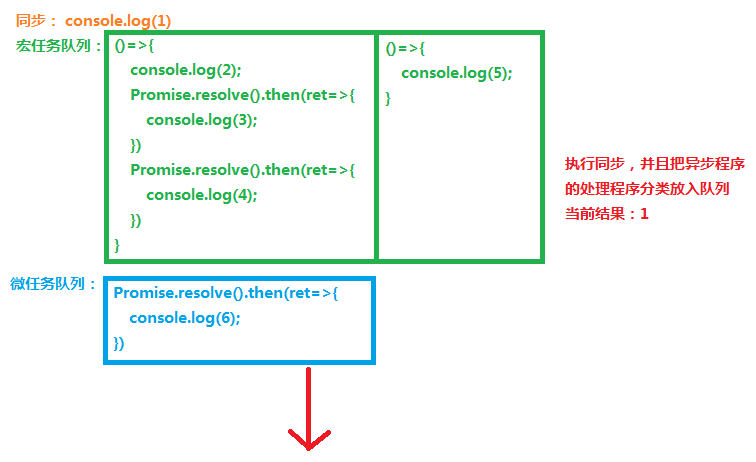 同步： console.log(1)
宏任务队列：
()=>{
console.log(2);
Promise.resolve().then(ret=>{
console.log(3);
})
Promise.resolve().then(ret=>{
console.log(4);
})
}
()=>{
console.log(5);
}
执行同步，并且把异步程序
的处理程序分类放入队列
当前结果：1
微任务队列：
Promise.resolve().then(ret=>{
console.log(6);
})